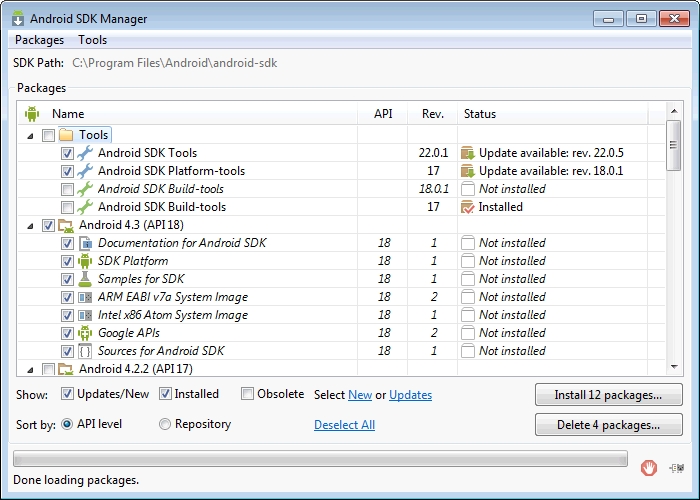 Android SDK Manager
Packages Tools
SDK Path: C:\Program Files\Android\android-sdk
Packages
Name API Rev. Status
Tools
Android SDK Tools 22.0.1 Update available: rev. 22.0.5
Android SDK Platform-tools 17 Update available: rev. 18.0.1
Android SDK Build-tools 18.0.1 Not installed
Android SDK Build-tools 17 Installed
Android 4.3 (API 18)
Documentation for Android SDK 18 1 Not installed
SDK Platform 18 1 Not installed
Samples for SDK 18 1 Not installed
ARM EABI v7a System Image 18 2 Not installed
Intel x86 Atom System Image 18 1 Not installed
Google APIs 18 2 Not installed
Sources for Android SDK 18 1 Not installed
Android 4.2.2 (API 17)
Show: Updates/New Installed Obsolete Select New or Updates Install 12 packages...
Sort by: API level Repository Deselect All Delete 4 packages...
Done loading packages.